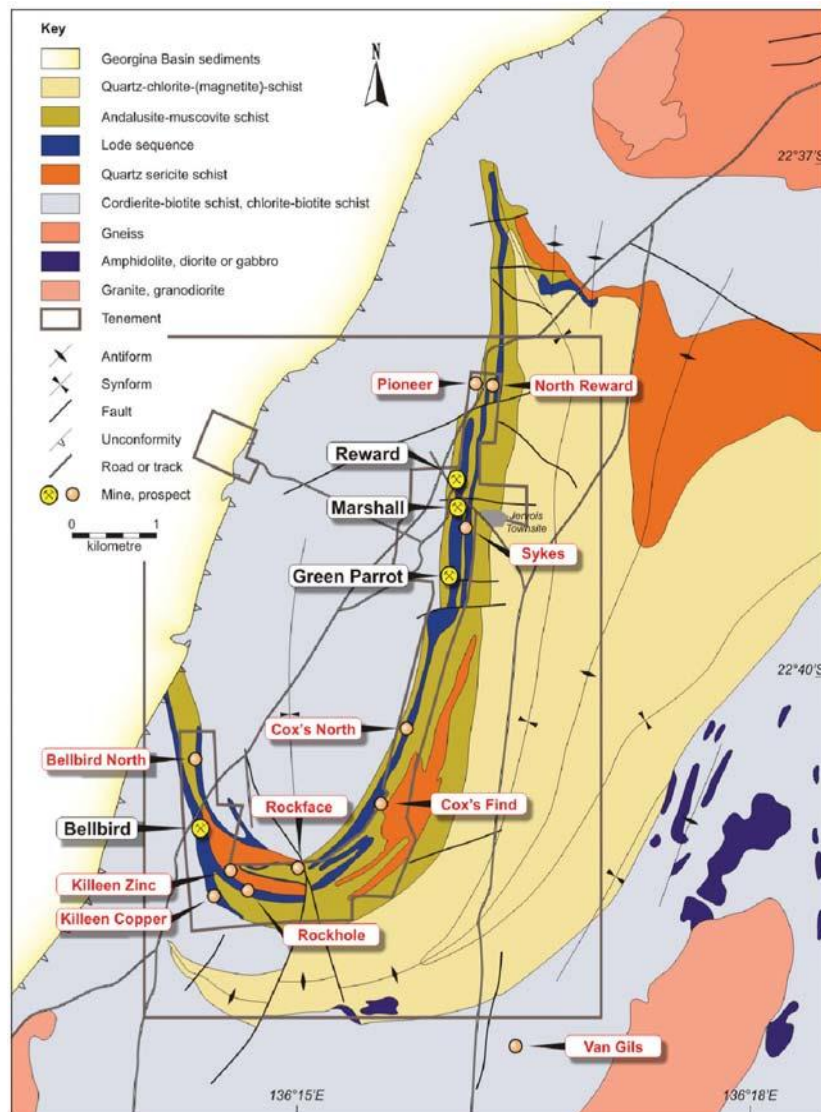 Key
Georgina Basin sediments
Quartz-chlorite-(magnetite)-schist
Andalusite-muscovite schist
Lode sequence
Quartz sericite schist
Cordierite-biotite schist, chlorite-biotite schist
Gneiss
Amphidolite, diorite or gabbro
Granite, granodiorite
Tenement
Antiform
Synform
Fault
Unconformity
Road or track
Mine, prospect
0 1
kilometre
N
22°37'S
Pioneer
North Reward
Reward
Marshall
Jervois
Townsite
Sykes
Green Parrot
22°40'S
Cox's North
Bellbird North
Rockface
Cox's Find
Bellbird
Killeen Zinc
Killeen Copper
Rockhole
Van Gils
136°15'E
136°18'E